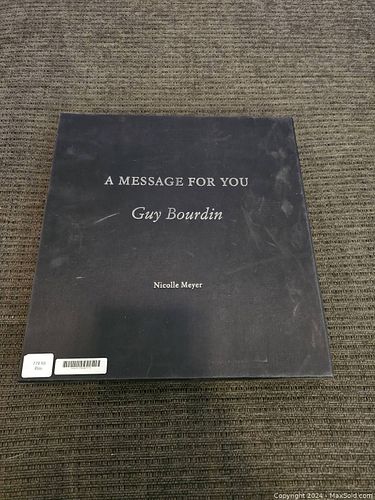 A MESSAGE FOR YOU
Guy Bourdin
Nicolle Meyer
Copyright 2024 - MaxSold.com